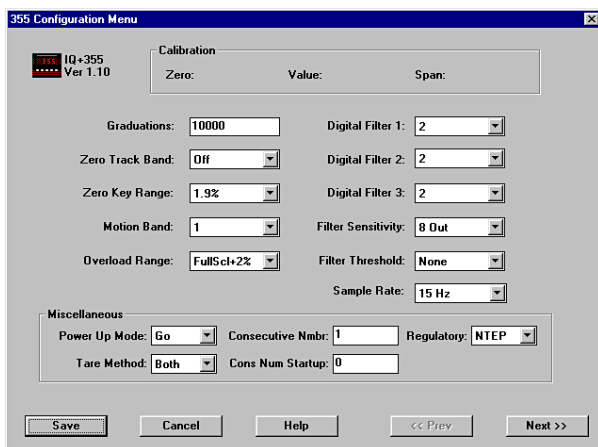 355 Configuration Menu
355 IQ+355
Ver 1.10
Calibration
Zero: Value: Span:
Graduations: 10000 Digital Filter 1: 2
Zero Track Band: Off Digital Filter 2: 2
Zero Key Range: 1.9% Digital Filter 3: 2
Motion Band: 1 Filter Sensitivity: 8 Out
Overload Range: FullScl+2% Filter Threshold: None
Sample Rate: 15 Hz
Miscellaneous
Power Up Mode: Go Consecutive Nmbr: 1 Regulatory: NTEP
Tare Method: Both Cons Num Startup: 0
Save Cancel Help << Prev Next >>